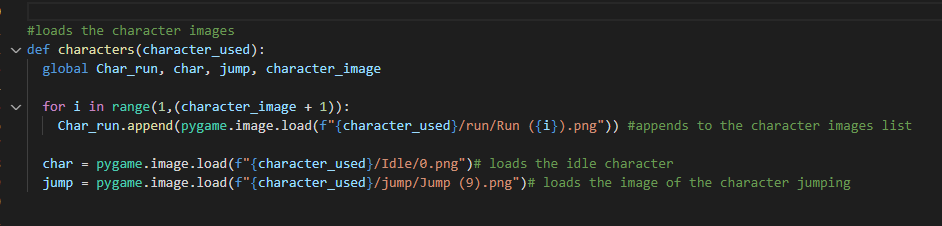 #loads the character images
def characters(character_used):
global Char_run, char, jump, character_image
for i in range(1,(character_image + 1)):
Char_run.append(pygame.image.load(f"{character_used}/run/Run ({i}).png")) #appends to the character images list
char = pygame.image.load(f"{character_used}/Idle/0.png")# loads the idle character
jump = pygame.image.load(f"{character_used}/jump/Jump (9).png")# loads the image of the character jumping